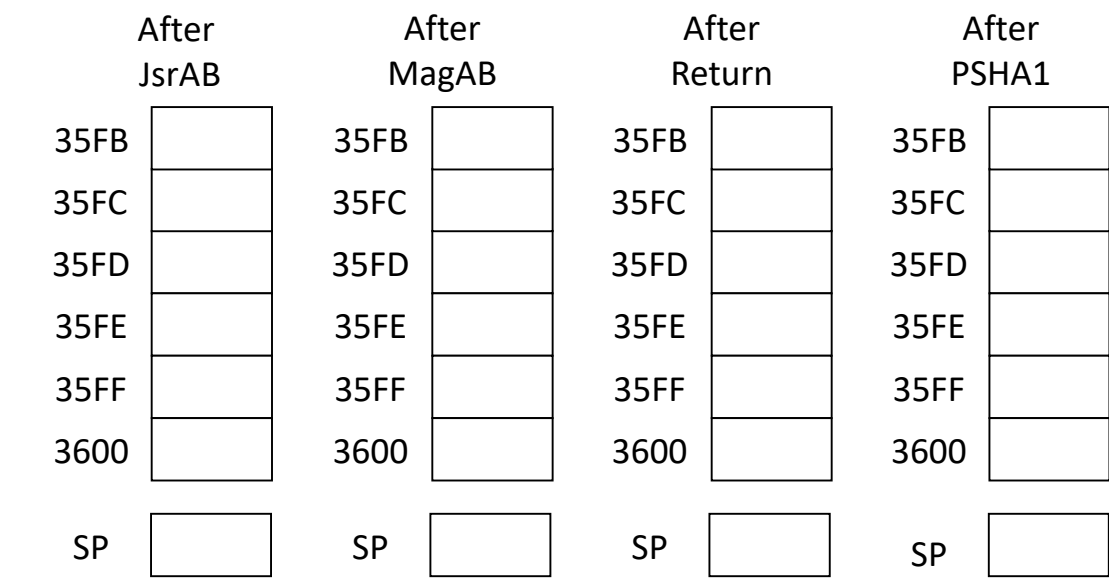 After After After After
JsrAB MagAB Return PSHA1
35FB 35FB 35FB 35FB
35FC 35FC 35FC 35FC
35FD 35FD 35FD 35FD
35FE 35FE 35FE 35FE
35FF 35FF 35FF 35FF
3600 3600 3600 3600
SP SP SP SP